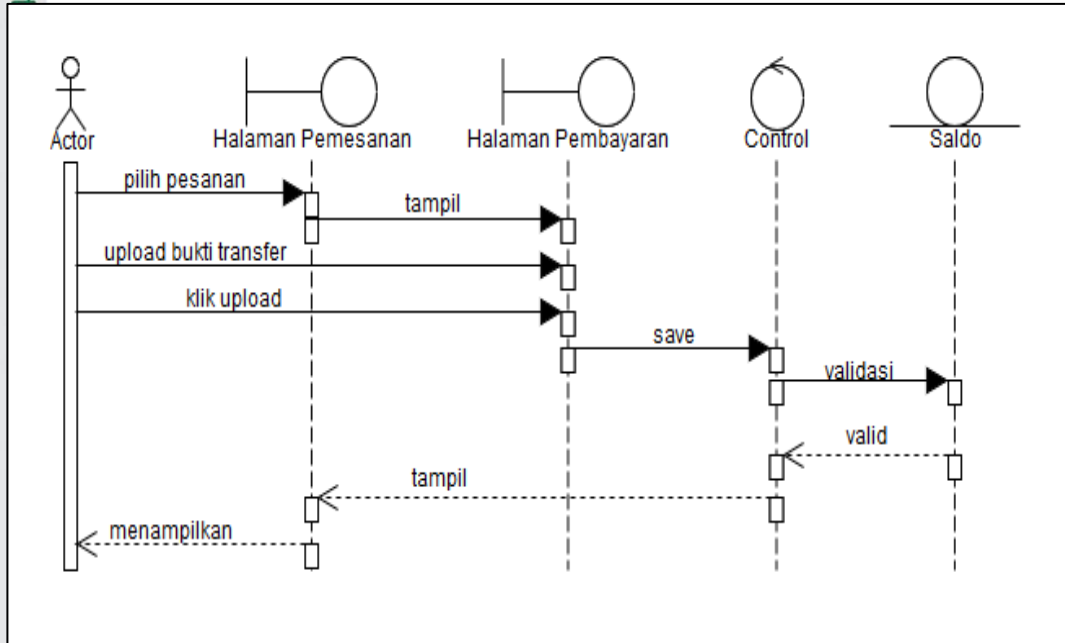 Actor
Halaman Pemesanan
Halaman Pembayaran
Control
Saldo
pilih pesanan
tampil
upload bukti transfer
klik upload
save
validasi
valid
tampil
menampilkan